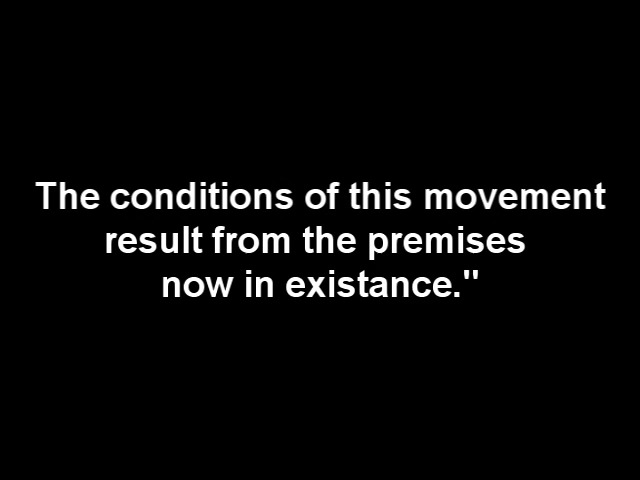 The conditions of this movement
result from the premises
now in existance."